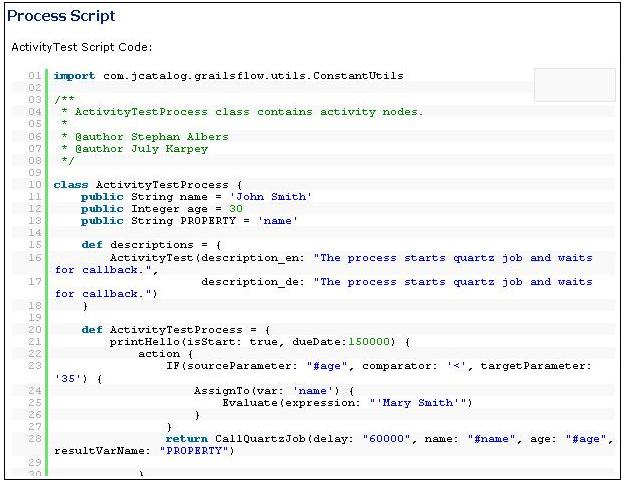 Process Script
ActivityTest Script Code:
01 import com.jcatalog.grailsflow.utils.ConstantUtils
02
03 /**
04  * ActivityTestProcess class contains activity nodes.
05  *
06  * @author Stephan Albers
07  * @author July Karpey
08  */
09
10 class ActivityTestProcess {
11     public String name = 'John Smith'
12     public Integer age = 30
13     public String PROPERTY = 'name'
14
15     def descriptions = {
16         ActivityTest(description_en: "The process starts quartz job and waits
for callback.",
17                      description_de: "The process starts quartz job and waits
for callback.")
18     }
19
20     def ActivityTestProcess = {
21         printHello(isStart: true, dueDate:150000) {
22             action {
23                 IF(sourceParameter: "#age", comparator: '<', targetParameter:
'35') {
24                     AssignTo(var: 'name') {
25                         Evaluate(expression: "'Mary Smith'")
26                     }
27                 }
28                 return CallQuartzJob(delay: "60000", name: "#name", age: "#age",
resultVarName: "PROPERTY")
29
30             }